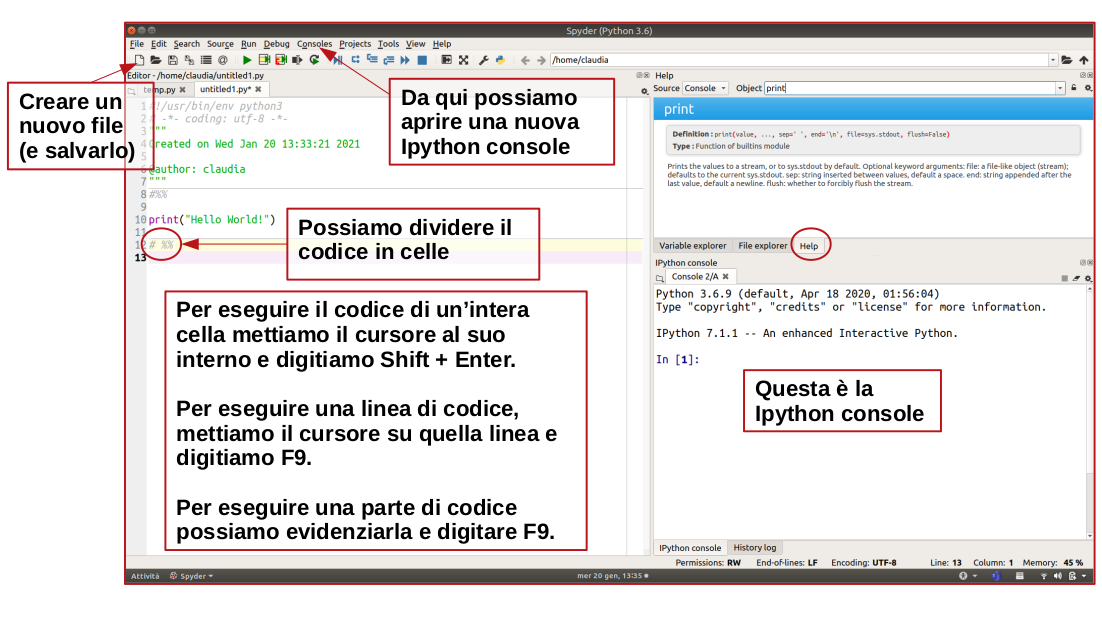 Spyder (Python 3.6)
File Edit Search Source Run Debug Consoles Projects Tools View Help
/home/claudia
Editor - /home/claudia/untitled1.py
temp.py untitled1.py*
1 #!/usr/bin/env python3
2 # -*- coding: utf-8 -*-
3 """
4 Created on Wed Jan 20 13:33:21 2021
5
6 @author: claudia
7 """
8 #%%
9
10 print("Hello World!")
11
12 # %%
13
Creare un
nuovo file
(e salvarlo)
Da qui possiamo
aprire una nuova
Ipython console
Possiamo dividere il
codice in celle
Per eseguire il codice di un'intera
cella mettiamo il cursore al suo
interno e digitiamo Shift + Enter.
Per eseguire una linea di codice,
mettiamo il cursore su quella linea e
digitiamo F9.
Per eseguire una parte di codice
possiamo evidenziarla e digitare F9.
Help
Source Console Object print
print
Definition : print(value, ..., sep=' ', end='\n', file=sys.stdout, flush=False)
Type : Function of builtins module
Prints the values to a stream, or to sys.stdout by default. Optional keyword arguments: file: a file-like object (stream);
defaults to the current sys.stdout. sep: string inserted between values, default a space. end: string appended after the
last value, default a newline. flush: whether to forcibly flush the stream.
Variable explorer File explorer Help
IPython console
Console 2/A
Python 3.6.9 (default, Apr 18 2020, 01:56:04)
Type "copyright", "credits" or "license" for more information.
IPython 7.1.1 -- An enhanced Interactive Python.
In [1]:
Questa è la
Ipython console
IPython console History log
Permissions: RW End-of-lines: LF Encoding: UTF-8 Line: 13 Column: 1 Memory: 45 %
Attività Spyder mer 20 gen, 13:35